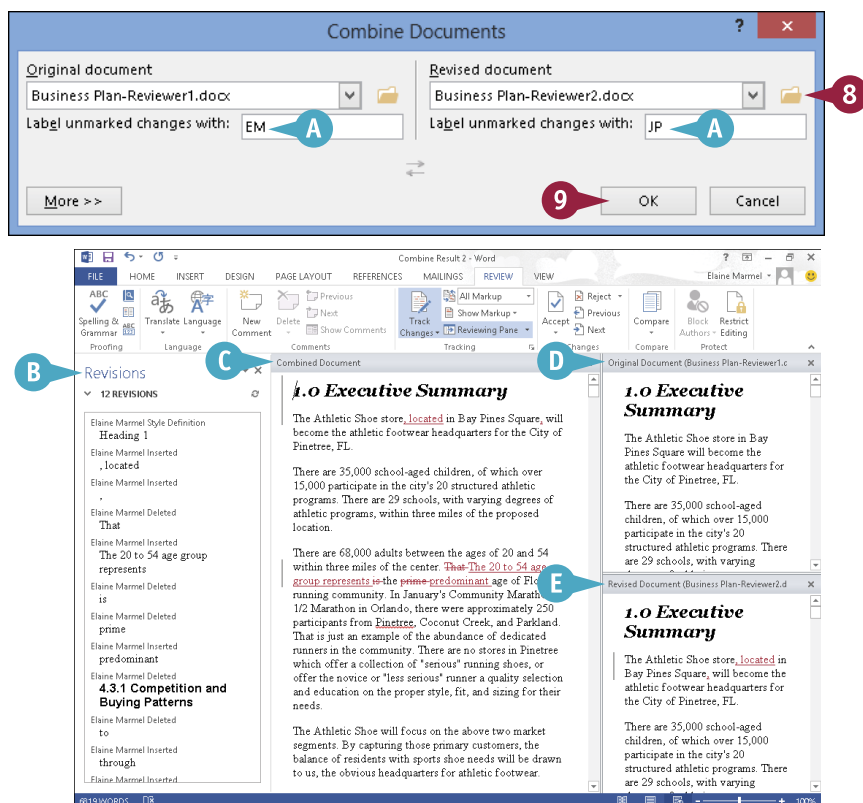 Combine Documents
? ×
Original document
Business Plan-Reviewer1.docx
Label unmarked changes with: EM
A
Revised document
Business Plan-Reviewer2.docx
8
Label unmarked changes with: JP
A
More >>
9
OK
Cancel
Combine Result 2 - Word
FILE HOME INSERT DESIGN PAGE LAYOUT REFERENCES MAILINGS REVIEW VIEW
Elaine Marmel
ABC
Spelling & Grammar
ABC
123
Translate Language
New Comment
Delete
Previous
Next
Show Comments
Track Changes
All Markup
Show Markup
Reviewing Pane
Accept
Reject
Previous
Next
Compare
Block Authors
Restrict Editing
Proofing
Language
Comments
Tracking
Changes
Compare
Protect
B
Revisions
12 REVISIONS
Elaine Marmel Style Definition
Heading 1
Elaine Marmel Inserted
, located
Elaine Marmel Inserted
,
Elaine Marmel Deleted
That
Elaine Marmel Inserted
The 20 to 54 age group
represents
Elaine Marmel Deleted
is
Elaine Marmel Deleted
prime
Elaine Marmel Inserted
predominant
Elaine Marmel Deleted
4.3.1 Competition and
Buying Patterns
Elaine Marmel Deleted
to
Elaine Marmel Inserted
through
Elaine Marmel Inserted
C
Combined Document
1.0 Executive Summary
The Athletic Shoe store, located in Bay Pines Square, will
become the athletic footwear headquarters for the City of
Pinetree, FL.
There are 35,000 school-aged children, of which over
15,000 participate in the city's 20 structured athletic
programs. There are 29 schools, with varying degrees of
athletic programs, within three miles of the proposed
location.
There are 68,000 adults between the ages of 20 and 54
within three miles of the center. That The 20 to 54 age
group represents is the prime predominant age of Flo
running community. In January's Community Marath
1/2 Marathon in Orlando, there were approximately 250
participants from Pinetree, Coconut Creek, and Parkland.
That is just an example of the abundance of dedicated
runners in the community. There are no stores in Pinetree
which offer a collection of "serious" running shoes, or
offer the novice or "less serious" runner a quality selection
and education on the proper style, fit, and sizing for their
needs.
The Athletic Shoe will focus on the above two market
segments. By capturing those primary customers, the
balance of residents with sports shoe needs will be drawn
to us, the obvious headquarters for athletic footwear.
D
Original Document (Business Plan-Reviewer1.c
1.0 Executive
Summary
The Athletic Shoe store in Bay
Pines Square will become the
athletic footwear headquarters for
the City of Pinetree, FL.
There are 35,000 school-aged
children, of which over 15,000
participate in the city's 20
structured athletic programs. There
are 29 schools, with varying
E
Revised Document (Business Plan-Reviewer2.d
1.0 Executive
Summary
The Athletic Shoe store, located in
Bay Pines Square, will become the
athletic footwear headquarters for
the City of Pinetree, FL.
There are 35,000 school-aged
children, of which over 15,000
participate in the city's 20
structured athletic programs. There
are 29 schools, with varying
6819 WORDS
100%